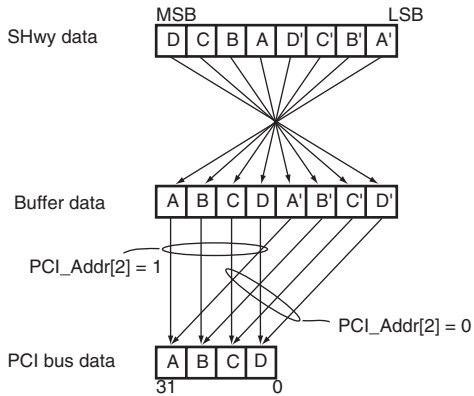 MSB LSB
SHwy data D C B A D' C' B' A'
Buffer data A B C D A' B' C' D'
PCI_Addr[2] = 1
PCI_Addr[2] = 0
PCI bus data A B C D
31 0